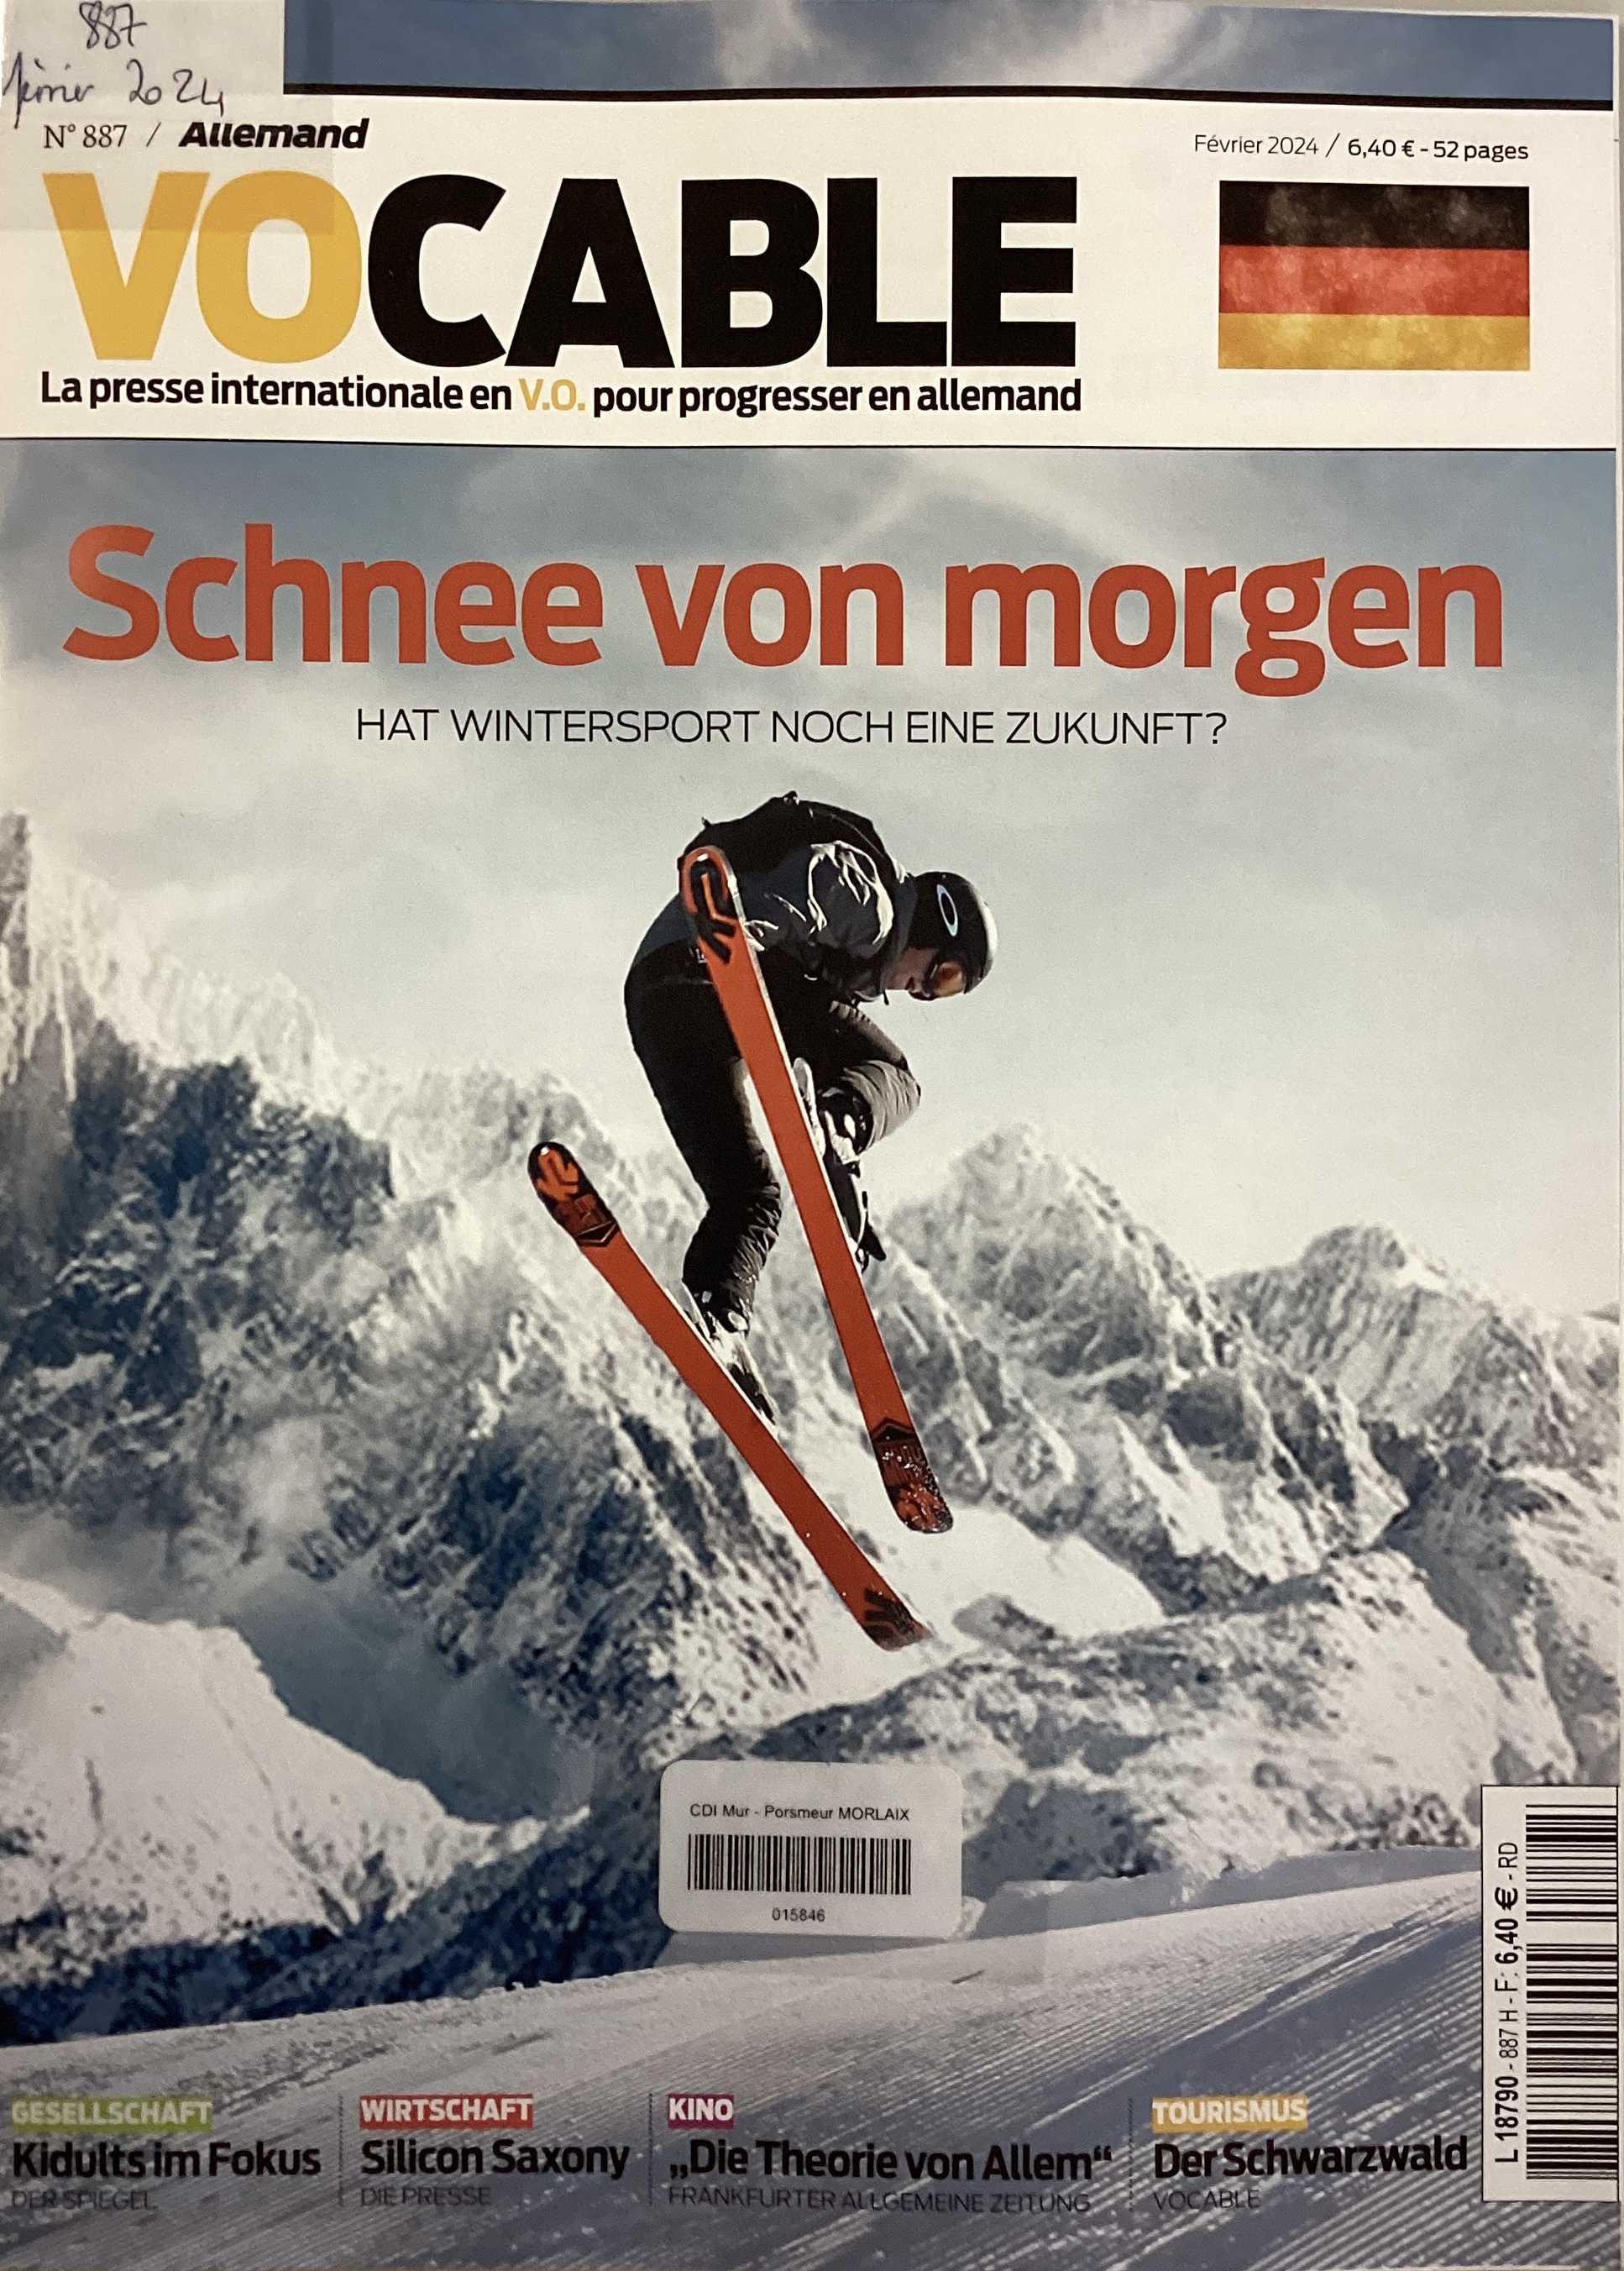 887
février 2024
N° 887 / Allemand
Février 2024 / 6,40 € - 52 pages
VOCABLE
La presse internationale en V.O. pour progresser en allemand
Schnee von morgen
HAT WINTERSPORT NOCH EINE ZUKUNFT?
CDI Mur - Porsmeur MORLAIX
015846
L 18790 - 887 H - F: 6,40 € - RD
GESELLSCHAFT
Kidults im Fokus
DER SPIEGEL
WIRTSCHAFT
Silicon Saxony
DIE PRESSE
KINO
„Die Theorie von Allem“
FRANKFURTER ALLGEMEINE ZEITUNG
TOURISMUS
Der Schwarzwald
VOCABLE